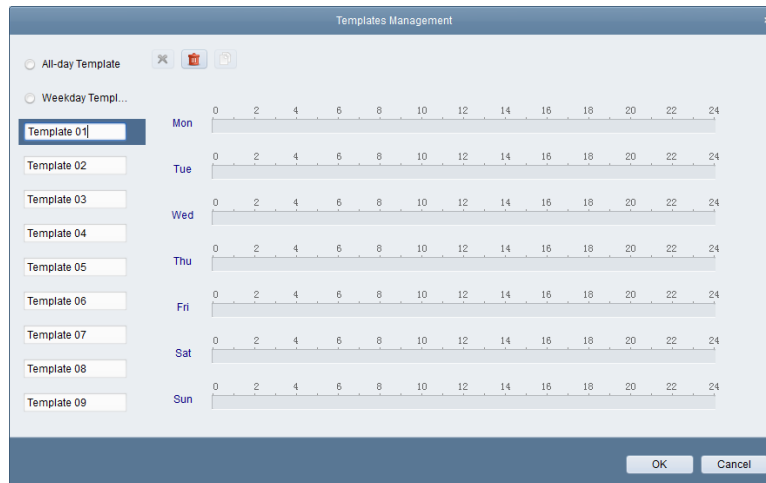 Templates Management
All-day Template
Weekday Templ...
Template 01
Template 02
Template 03
Template 04
Template 05
Template 06
Template 07
Template 08
Template 09
0 2 4 6 8 10 12 14 16 18 20 22 24
Mon
0 2 4 6 8 10 12 14 16 18 20 22 24
Tue
0 2 4 6 8 10 12 14 16 18 20 22 24
Wed
0 2 4 6 8 10 12 14 16 18 20 22 24
Thu
0 2 4 6 8 10 12 14 16 18 20 22 24
Fri
0 2 4 6 8 10 12 14 16 18 20 22 24
Sat
0 2 4 6 8 10 12 14 16 18 20 22 24
Sun
OK Cancel